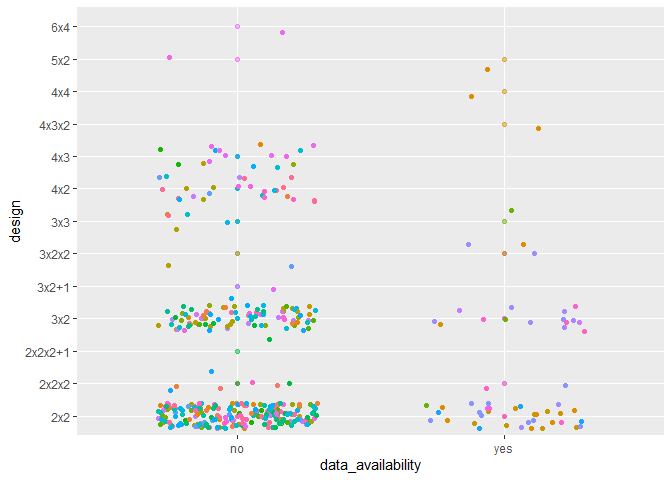 6x4
5x2
4x4
4x3x2
4x3
4x2
3x3
3x2x2
3x2+1
3x2
2x2x2+1
2x2x2
2x2
design
no yes
data_availability